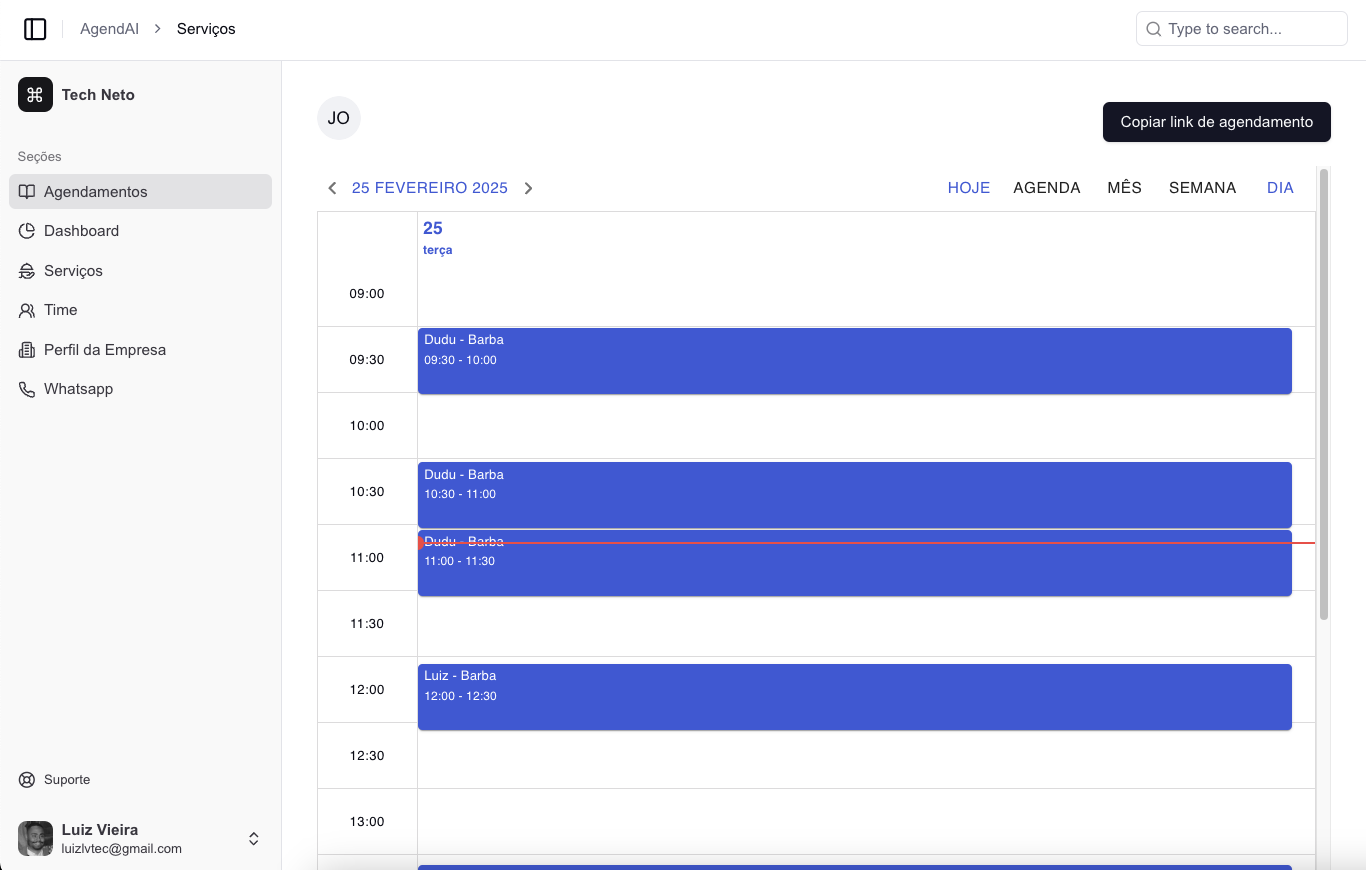 AgendAI > Serviços
Type to search...
Tech Neto
Seções
Agendamentos
Dashboard
Serviços
Time
Perfil da Empresa
Whatsapp
Suporte
Luiz Vieira
luizlvtec@gmail.com
JO
Copiar link de agendamento
25 FEVEREIRO 2025
HOJE AGENDA MÊS SEMANA DIA
25
terça
09:00
09:30
Dudu - Barba
09:30 - 10:00
10:00
10:30
Dudu - Barba
10:30 - 11:00
11:00
Dudu - Barba
11:00 - 11:30
11:30
12:00
Luiz - Barba
12:00 - 12:30
12:30
13:00